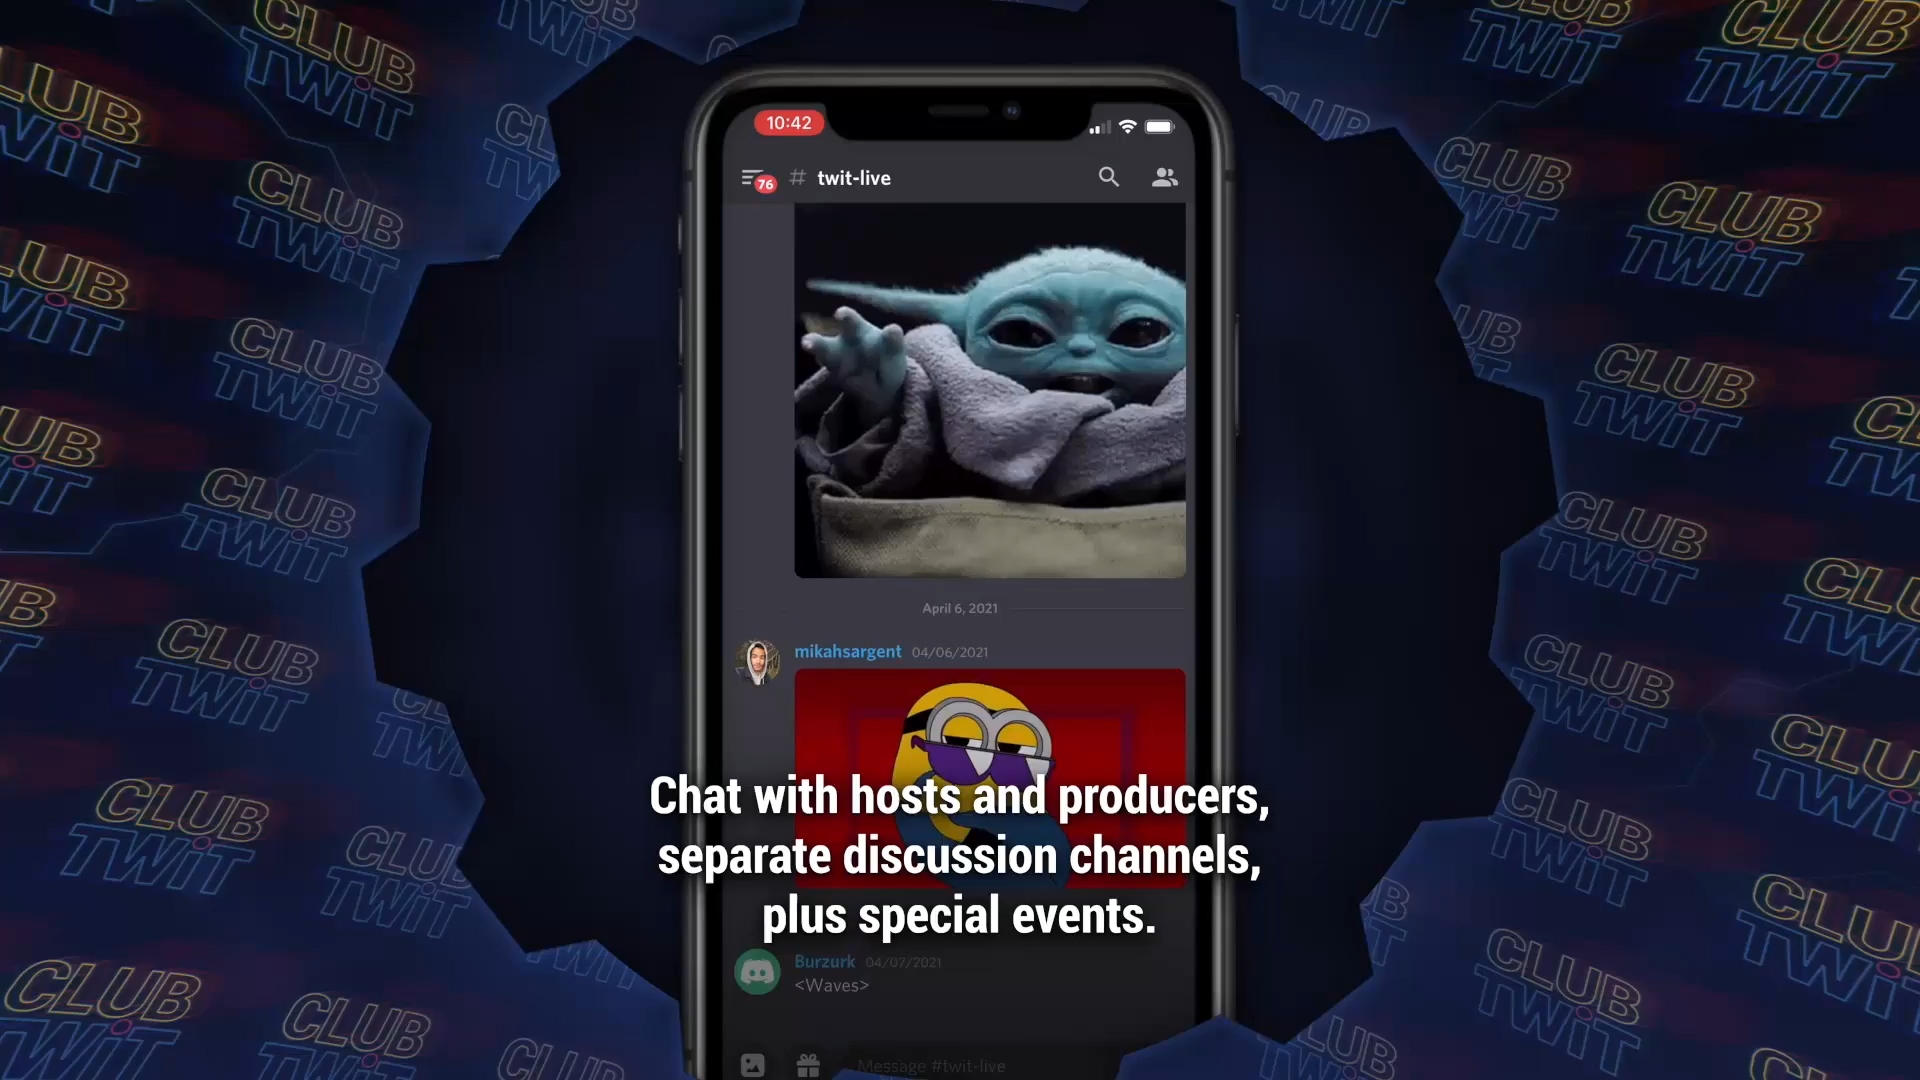 CLUB
TWiT
10:42
76
# twit-live
April 6, 2021
mikahsargent 04/06/2021
Chat with hosts and producers,
separate discussion channels,
plus special events.
Burzurk 04/07/2021
<Waves>
Message #twit-live